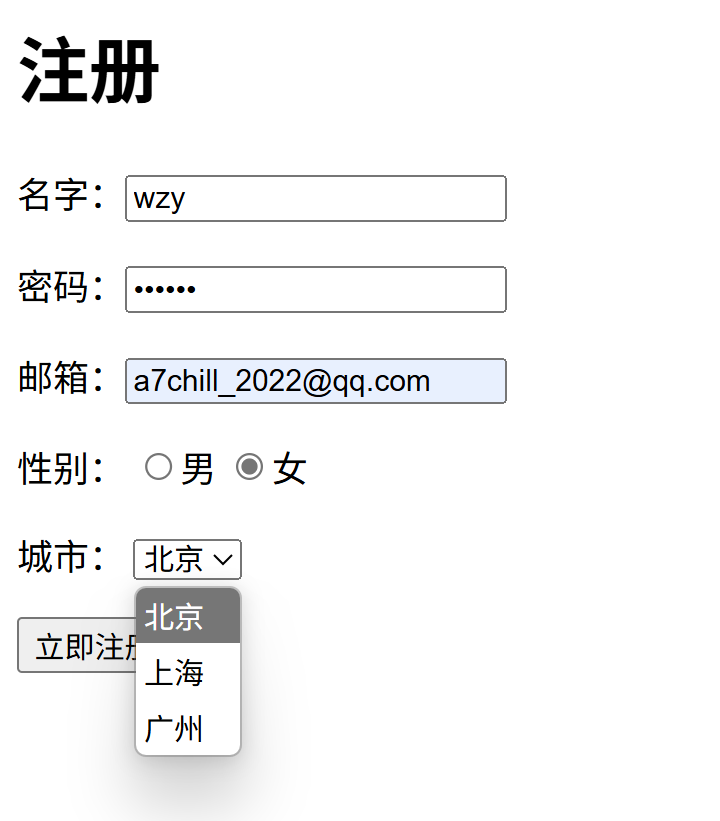 注册
名字： wzy
密码： ••••••
邮箱： a7chill_2022@qq.com
性别： 男 女
城市： 北京
北京
立即注
上海
广州